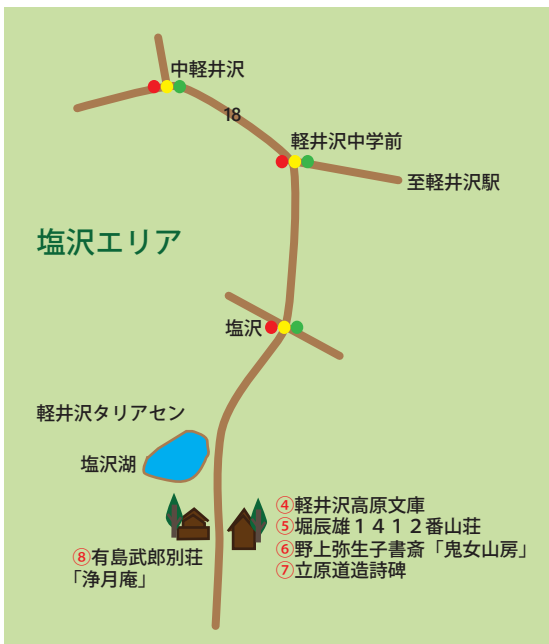 中軽井沢
18
軽井沢中学前
至軽井沢駅
塩沢エリア
塩沢
軽井沢タリアセン
塩沢湖
④軽井沢高原文庫
⑤堀辰雄１４１２番山荘
⑥野上弥生子書斎「鬼女山房」
⑦立原道造詩碑
⑧有島武郎別荘
「浄月庵」